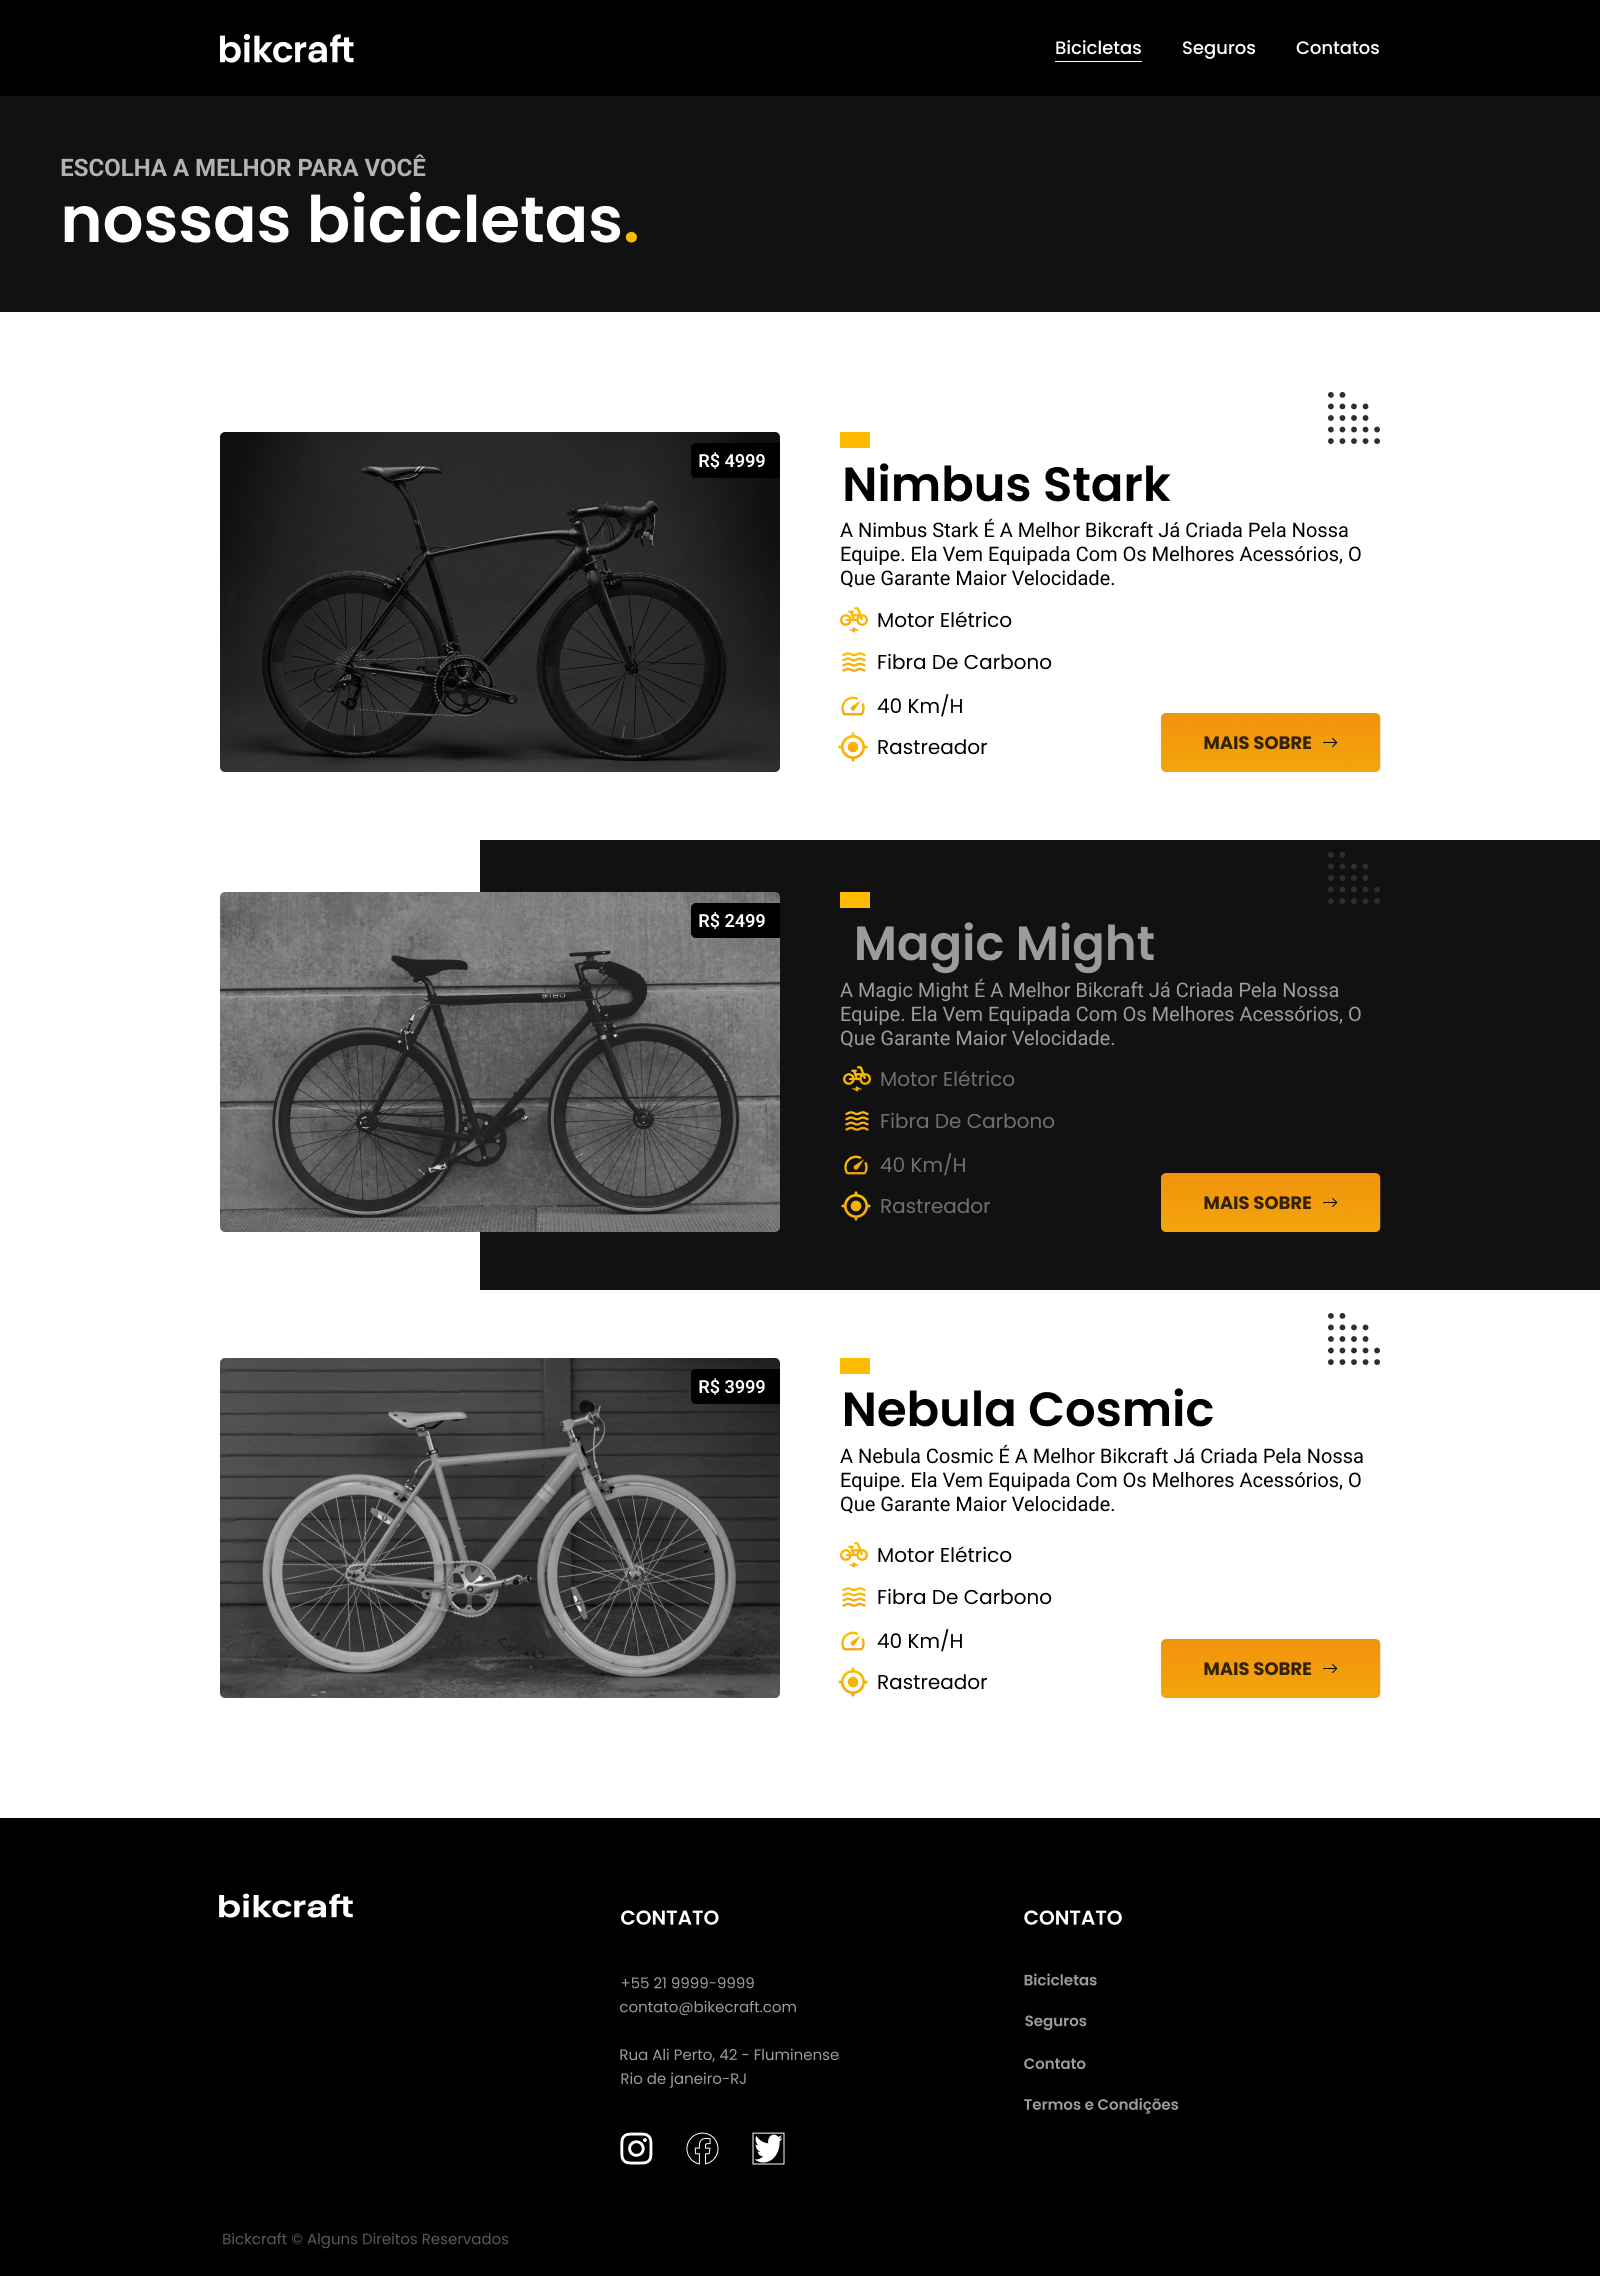 bikcraft
Bicicletas
Seguros
Contatos
ESCOLHA A MELHOR PARA VOCÊ
nossas bicicletas.
R$ 4999
Nimbus Stark
A Nimbus Stark É A Melhor Bikcraft Já Criada Pela Nossa
Equipe. Ela Vem Equipada Com Os Melhores Acessórios, O
Que Garante Maior Velocidade.
Motor Elétrico
Fibra De Carbono
40 Km/H
Rastreador
MAIS SOBRE →
R$ 2499
Magic Might
A Magic Might É A Melhor Bikcraft Já Criada Pela Nossa
Equipe. Ela Vem Equipada Com Os Melhores Acessórios, O
Que Garante Maior Velocidade.
Motor Elétrico
Fibra De Carbono
40 Km/H
Rastreador
MAIS SOBRE →
R$ 3999
Nebula Cosmic
A Nebula Cosmic É A Melhor Bikcraft Já Criada Pela Nossa
Equipe. Ela Vem Equipada Com Os Melhores Acessórios, O
Que Garante Maior Velocidade.
Motor Elétrico
Fibra De Carbono
40 Km/H
Rastreador
MAIS SOBRE →
bikcraft
CONTATO
+55 21 9999-9999
contato@bikecraft.com
Rua Ali Perto, 42 - Fluminense
Rio de janeiro-RJ
CONTATO
Bicicletas
Seguros
Contato
Termos e Condições
Bickcraft © Alguns Direitos Reservados